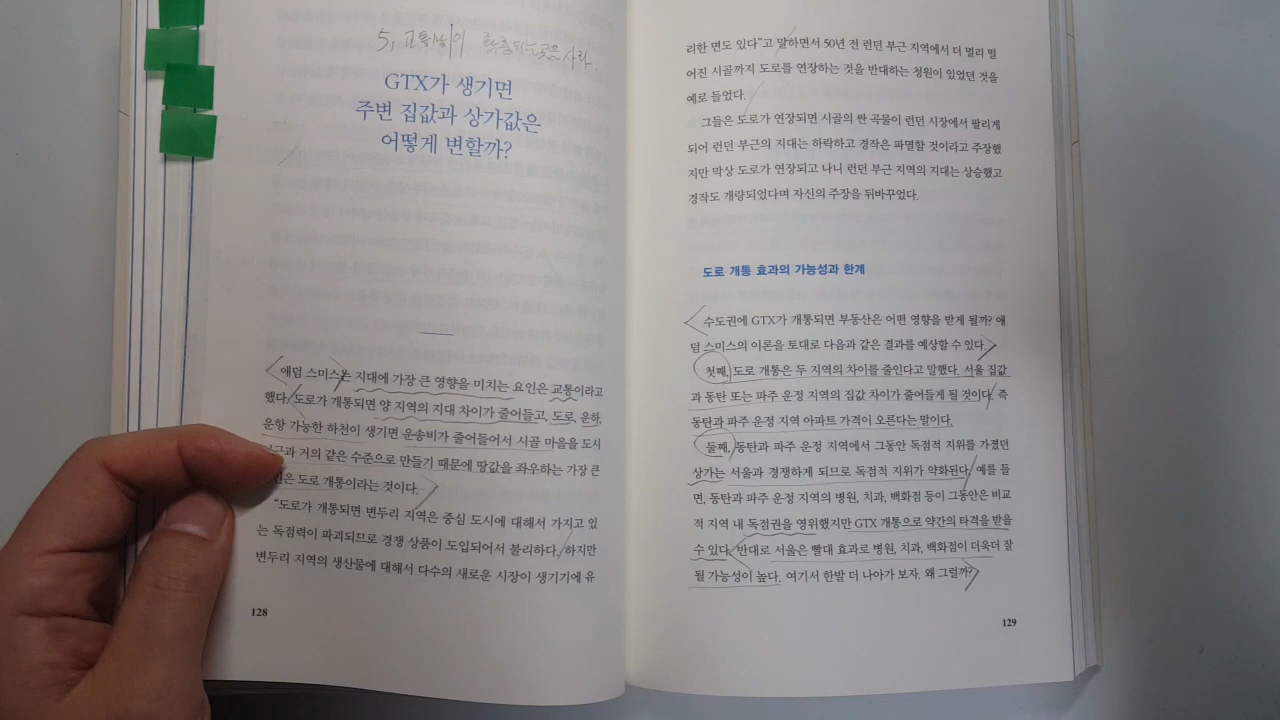 5, 교통상이 확충되는곳은 사라
GTX가 생기면
주변 집값과 상가값은
어떻게 변할까?
애덤 스미스는 지대에 가장 큰 영향을 미치는 요인은 교통이라고
했다. 도로가 개통되면 양 지역의 지대 차이가 줄어들고, 도로, 운하,
운항 가능한 하천이 생기면 운송비가 줄어들어서 시골 마을을 도시
과 거의 같은 수준으로 만들기 때문에 땅값을 좌우하는 가장 큰
은 도로 개통이라는 것이다.
“도로가 개통되면 변두리 지역은 중심 도시에 대해서 가지고 있
는 독점력이 파괴되므로 경쟁 상품이 도입되어서 불리하다. 하지만
변두리 지역의 생산물에 대해서 다수의 새로운 시장이 생기기에 유
128
리한 면도 있다”고 말하면서 50년 전 런던 부근 지역에서 더 멀리 떨
어진 시골까지 도로를 연장하는 것을 반대하는 청원이 있었던 것을
예로 들었다.
그들은 도로가 연장되면 시골의 싼 곡물이 런던 시장에서 팔리게
되어 런던 부근의 지대는 하락하고 경작은 파멸할 것이라고 주장했
지만 막상 도로가 연장되고 나니 런던 부근 지역의 지대는 상승했고
경작도 개량되었다며 자신의 주장을 뒤바꾸었다.
도로 개통 효과의 가능성과 한계
수도권에 GTX가 개통되면 부동산은 어떤 영향을 받게 될까? 애
덤 스미스의 이론을 토대로 다음과 같은 결과를 예상할 수 있다.
첫째, 도로 개통은 두 지역의 차이를 줄인다고 말했다. 서울 집값
과 동탄 또는 파주 운정 지역의 집값 차이가 줄어들게 될 것이다. 즉
동탄과 파주 운정 지역 아파트 가격이 오른다는 말이다.
둘째, 동탄과 파주 운정 지역에서 그동안 독점적 지위를 가졌던
상가는 서울과 경쟁하게 되므로 독점적 지위가 약화된다. 예를 들
면, 동탄과 파주 운정 지역의 병원, 치과, 백화점 등이 그동안은 비교
적 지역 내 독점권을 영위했지만 GTX 개통으로 약간의 타격을 받을
수 있다. 반대로 서울은 빨대 효과로 병원, 치과, 백화점이 더욱더 잘
될 가능성이 높다. 여기서 한발 더 나아가 보자. 왜 그럴까?
129